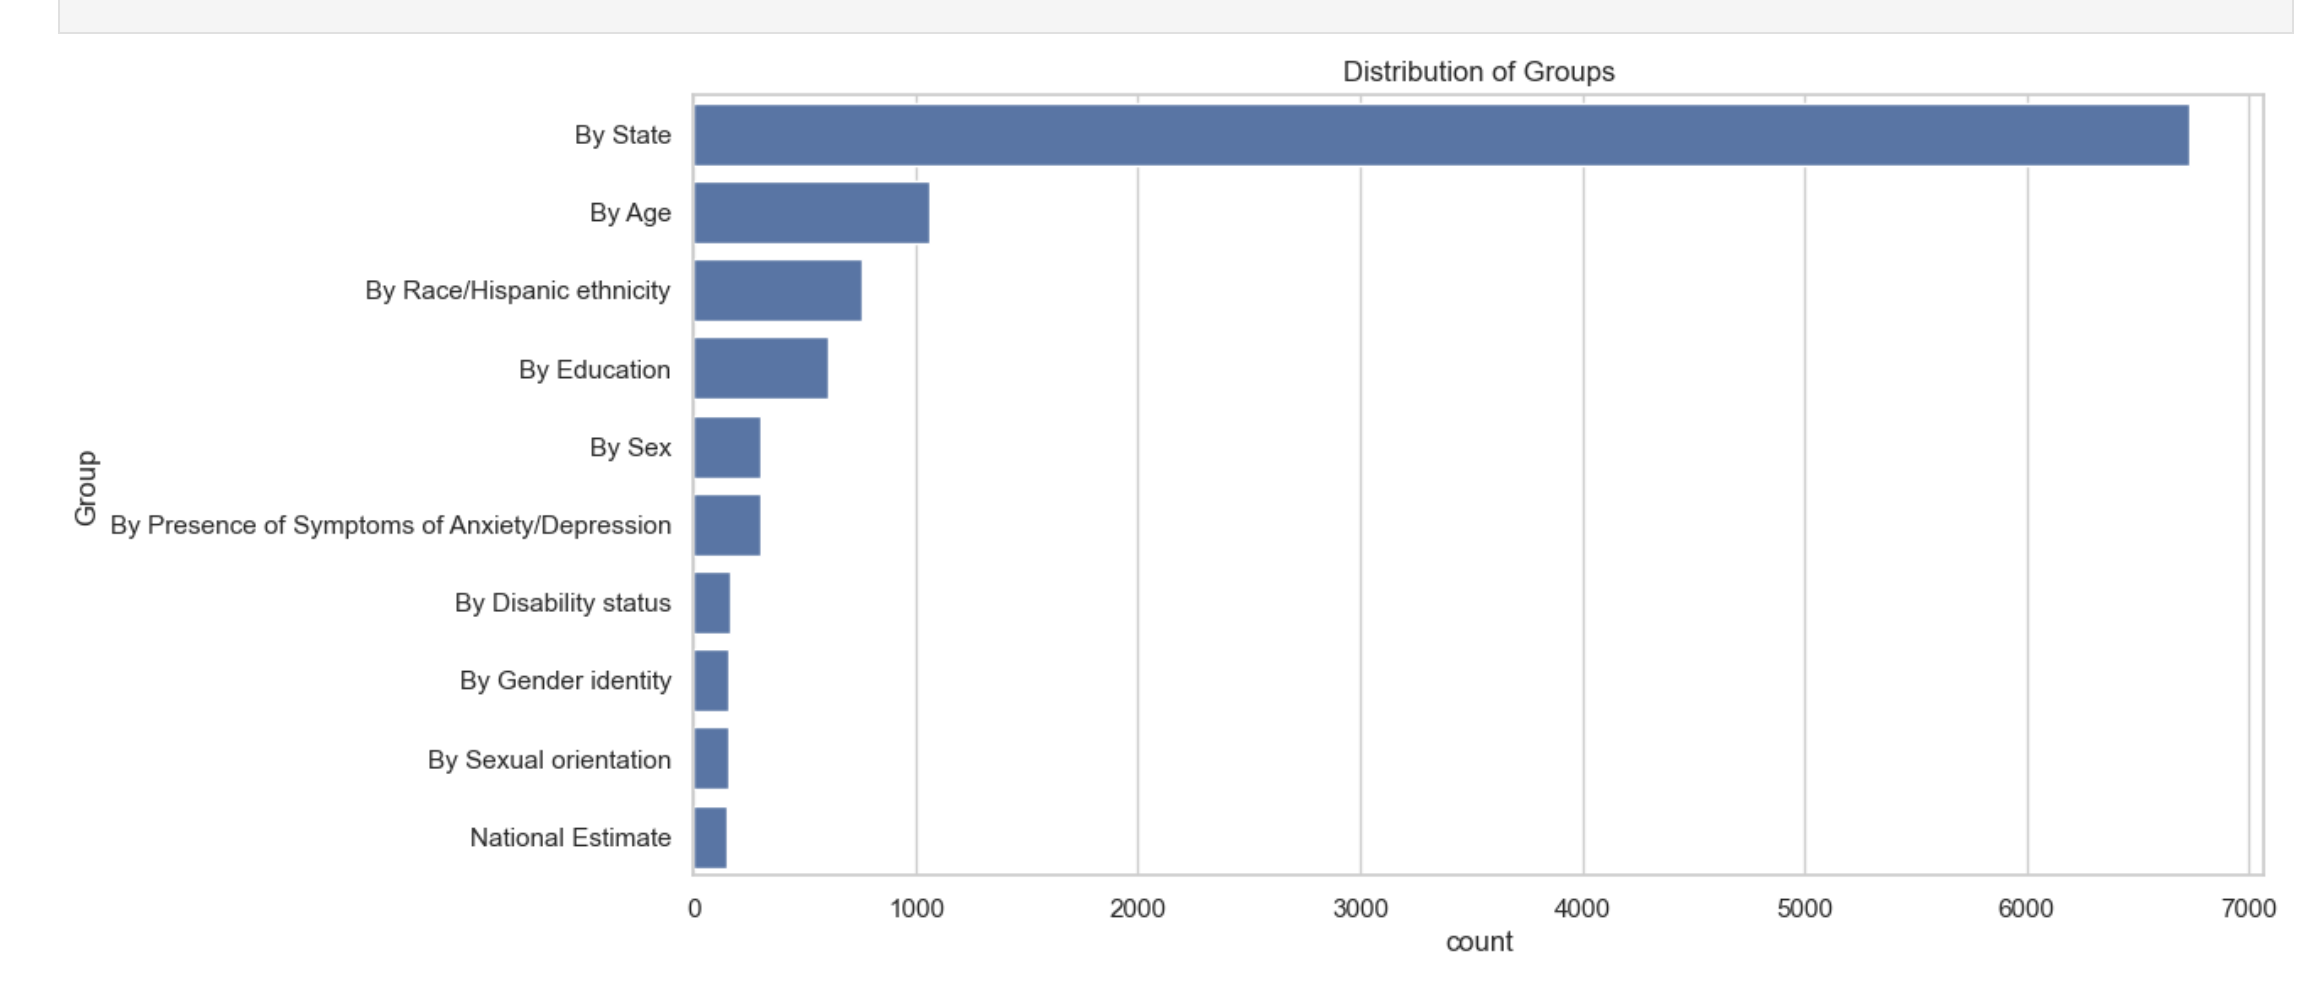 Distribution of Groups
By State
By Age
By Race/Hispanic ethnicity
By Education
By Sex
By Presence of Symptoms of Anxiety/Depression
By Disability status
By Gender identity
By Sexual orientation
National Estimate
Group
0 1000 2000 3000 4000 5000 6000 7000
count